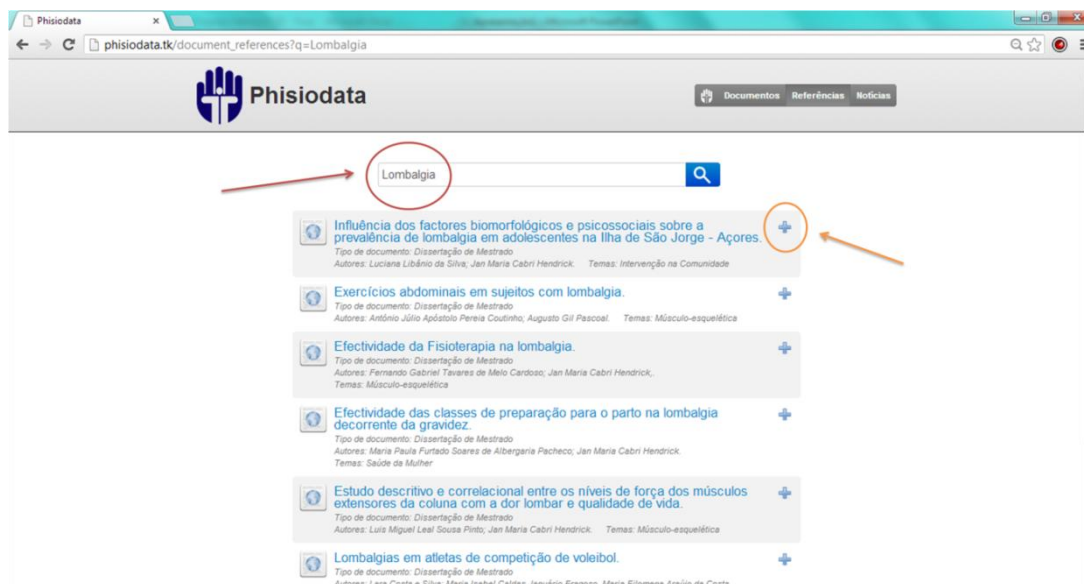 Phisiodata
phisiodata.tk/document_references?q=Lombalgia
Phisiodata
Documentos Referências Notícias
Lombalgia
Influência dos factores biomorfológicos e psicossociais sobre a
prevalência de lombalgia em adolescentes na Ilha de São Jorge - Açores.
Tipo de documento: Dissertação de Mestrado
Autores: Luciana Libânio da Silva; Jan Maria Cabri Hendrick. Temas: Intervenção na Comunidade
Exercícios abdominais em sujeitos com lombalgia.
Tipo de documento: Dissertação de Mestrado
Autores: António Júlio Apóstolo Pereia Coutinho; Augusto Gil Pascoal. Temas: Músculo-esquelética
Efectividade da Fisioterapia na lombalgia.
Tipo de documento: Dissertação de Mestrado
Autores: Fernando Gabriel Tavares de Melo Cardoso; Jan Maria Cabri Hendrick,.
Temas: Músculo-esquelética
Efectividade das classes de preparação para o parto na lombalgia
decorrente da gravidez.
Tipo de documento: Dissertação de Mestrado
Autores: Maria Paula Furtado Soares de Albergaria Pacheco; Jan Maria Cabri Hendrick.
Temas: Saúde da Mulher
Estudo descritivo e correlacional entre os níveis de força dos músculos
extensores da coluna com a dor lombar e qualidade de vida.
Tipo de documento: Dissertação de Mestrado
Autores: Luis Miguel Leal Sousa Pinto; Jan Maria Cabri Hendrick. Temas: Músculo-esquelética
Lombalgias em atletas de competição de voleibol.
Tipo de documento: Dissertação de Mestrado